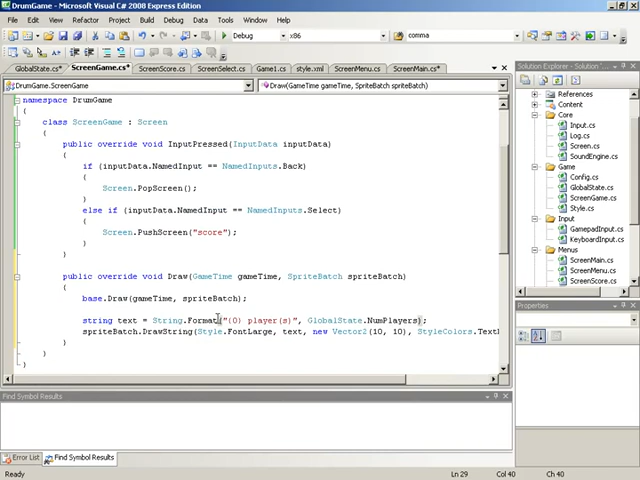 DrumGame - Microsoft Visual C# 2008 Express Edition
File Edit View Refactor Project Build Debug Data Tools Window Help
Debug x86 comma
GlobalState.cs* ScreenGame.cs* ScreenScore.cs ScreenSelect.cs Game1.cs style.xml ScreenMenu.cs ScreenMain.cs*
DrumGame.ScreenGame Draw(GameTime gameTime, SpriteBatch spriteBatch)
namespace DrumGame
{
class ScreenGame : Screen
{
public override void InputPressed(InputData inputData)
{
if (inputData.NamedInput == NamedInputs.Back)
{
Screen.PopScreen();
}
else if (inputData.NamedInput == NamedInputs.Select)
{
Screen.PushScreen("score");
}
}
public override void Draw(GameTime gameTime, SpriteBatch spriteBatch)
{
base.Draw(gameTime, spriteBatch);
string text = String.Format("{0} player(s)", GlobalState.NumPlayers);
spriteBatch.DrawString(Style.FontLarge, text, new Vector2(10, 10), StyleColors.TextL
}
}
}
Solution Explorer - Solution ...
References
Content
Core
Input.cs
Log.cs
Screen.cs
SoundEngine.cs
Game
Config.cs
GlobalState.cs
ScreenGame.cs
Style.cs
Input
GamepadInput.cs
KeyboardInput.cs
Menus
ScreenMain.cs
ScreenMenu.cs
ScreenScore.cs
Properties
Find Symbol Results
Error List Find Symbol Results
Ready Ln 29 Col 40 Ch 40